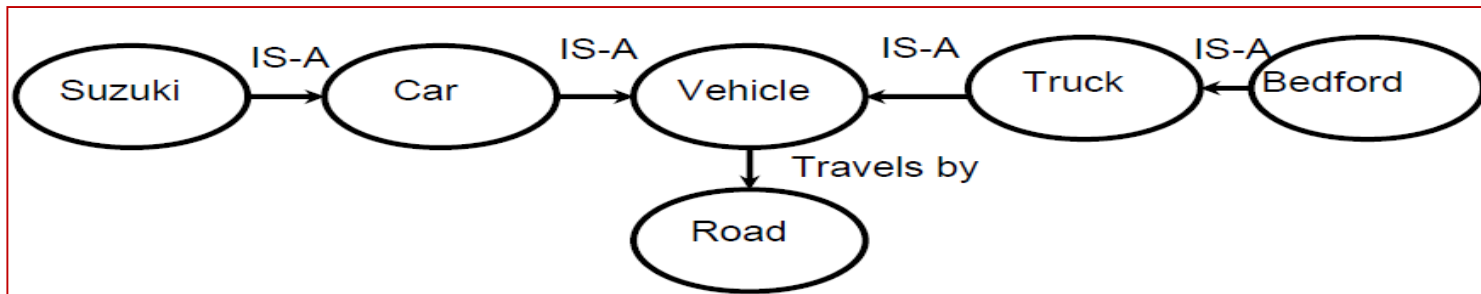 IS-A IS-A IS-A IS-A
Suzuki Car Vehicle Truck Bedford
Travels by
Road